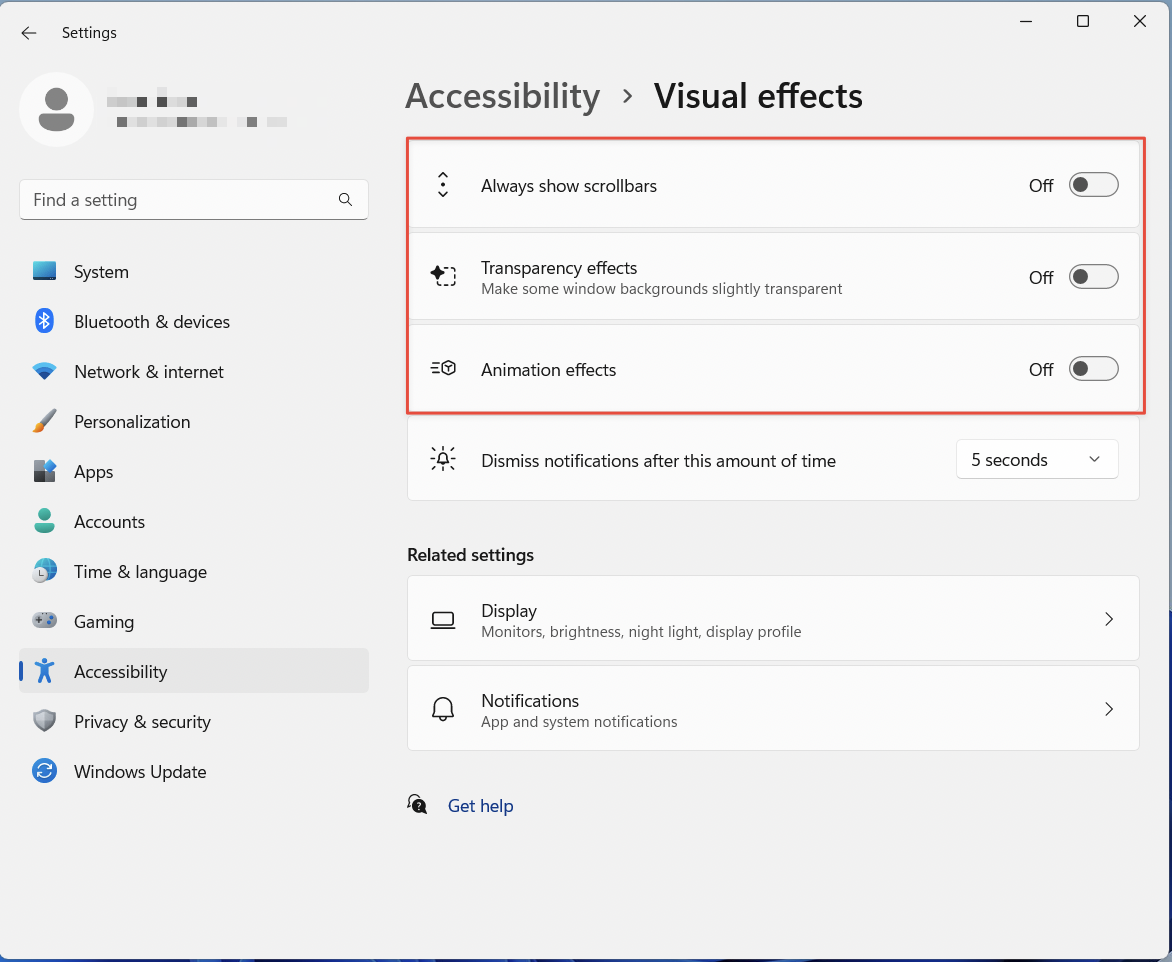 Settings
Find a setting
System
Bluetooth & devices
Network & internet
Personalization
Apps
Accounts
Time & language
Gaming
Accessibility
Privacy & security
Windows Update
Accessibility > Visual effects
Always show scrollbars Off
Transparency effects
Make some window backgrounds slightly transparent Off
Animation effects Off
Dismiss notifications after this amount of time 5 seconds
Related settings
Display
Monitors, brightness, night light, display profile
Notifications
App and system notifications
Get help